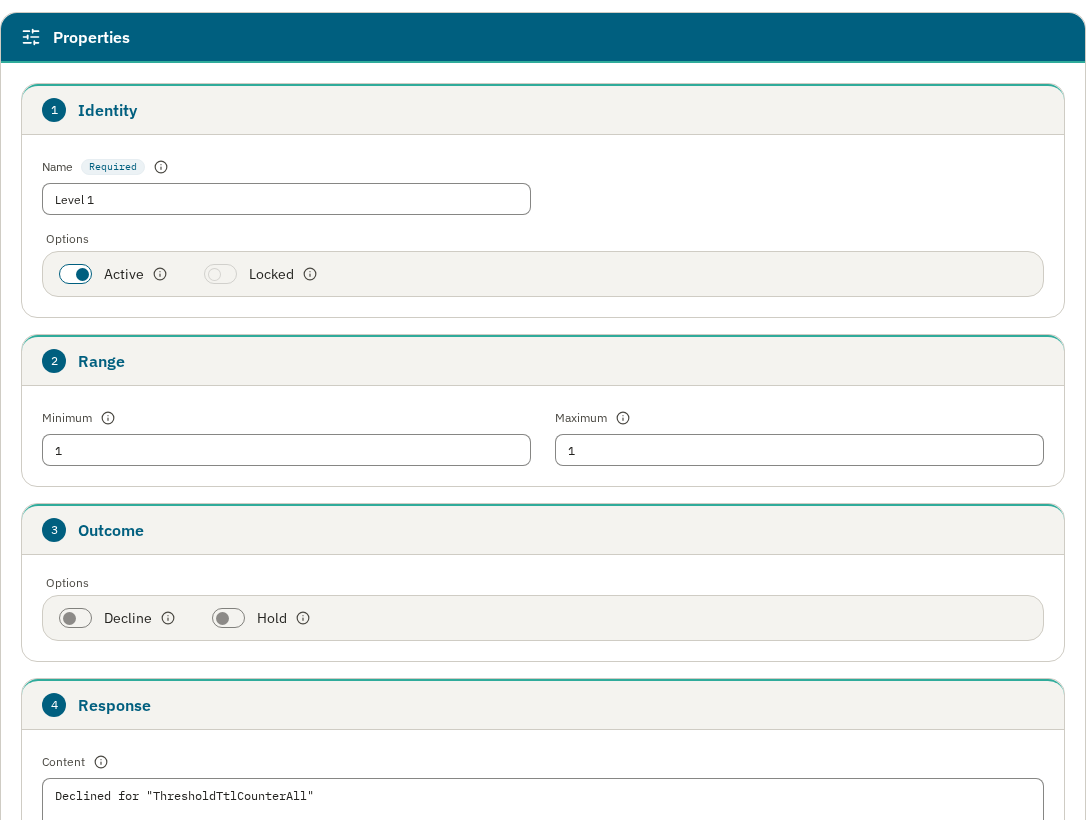 Properties
1 Identity
Name Required
Level 1
Options
Active Locked
2 Range
Minimum Maximum
1 1
3 Outcome
Options
Decline Hold
4 Response
Content
Declined for "ThresholdTtlCounterAll"